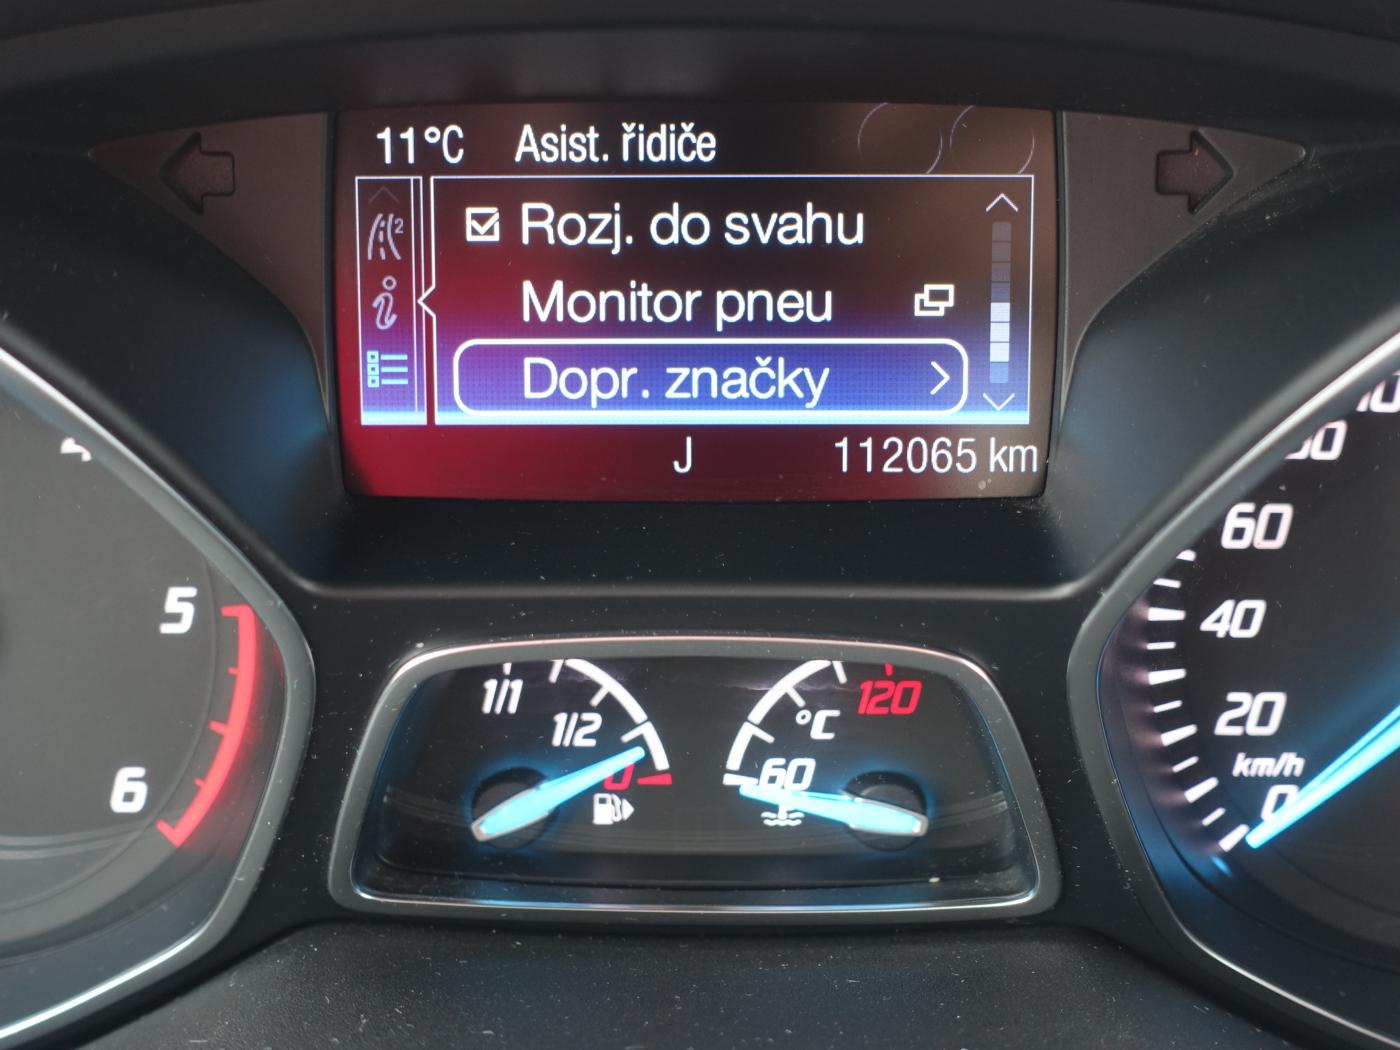 11°C Asist. řidiče
Rozj. do svahu
Monitor pneu
Dopr. značky
J 112065 km
5
6
1/1
1/2
0
°C
120
60
60
40
20
km/h
0